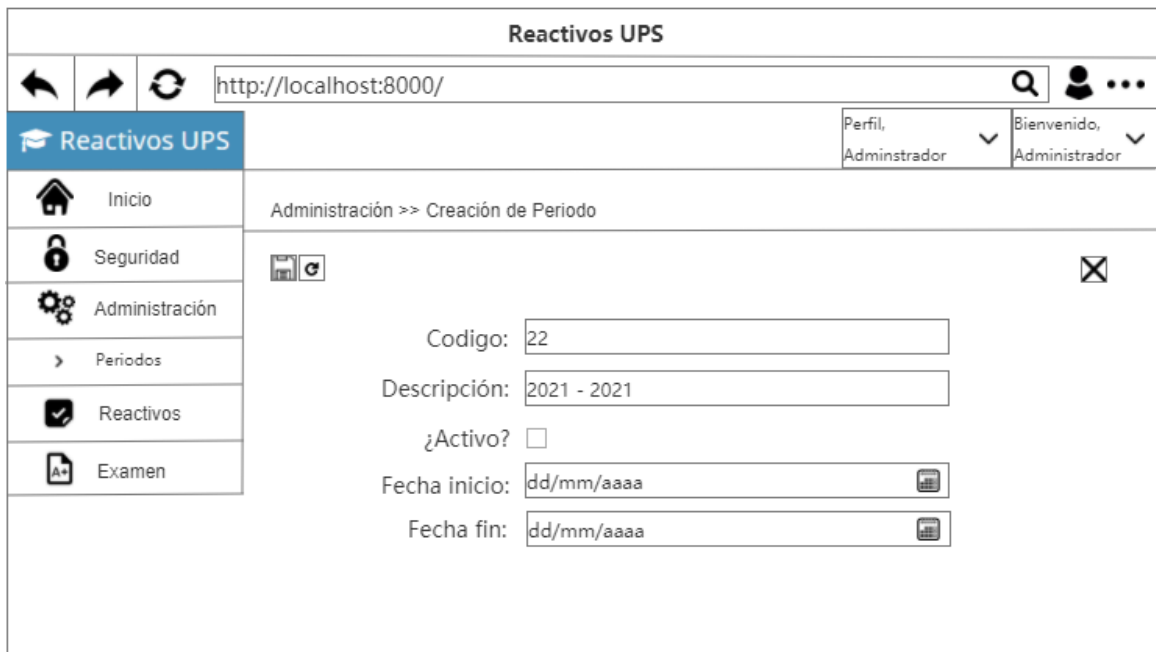 Reactivos UPS
http://localhost:8000/
Reactivos UPS
Perfil,
Adminstrador
Bienvenido,
Administrador
Inicio
Administración >> Creación de Periodo
Seguridad
Administración
Periodos
Reactivos
A+ Examen
Codigo: 22
Descripción: 2021 - 2021
¿Activo?
Fecha inicio: dd/mm/aaaa
Fecha fin: dd/mm/aaaa